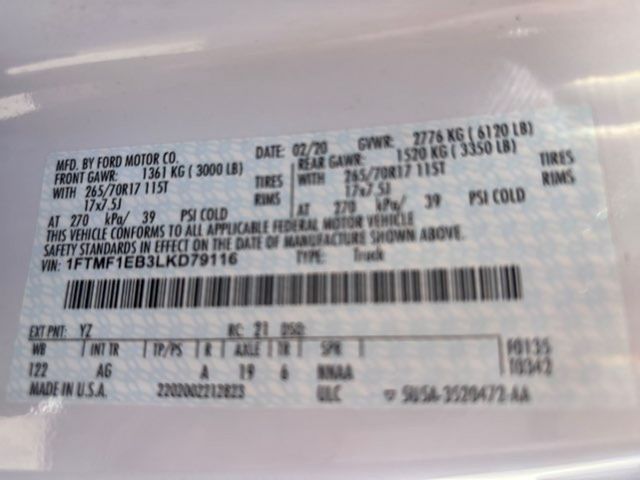 MFD. BY FORD MOTOR CO. DATE: 02/20 GVWR: 2776 KG ( 6120 LB)
FRONT GAWR: 1361 KG ( 3000 LB) REAR GAWR: 1520 KG ( 3350 LB)
WITH 265/70R17 115T TIRES WITH 265/70R17 115T TIRES
17x7.5J RIMS 17x7.5J RIMS
AT 270 kPa/ 39 PSI COLD AT 270 kPa/ 39 PSI COLD
THIS VEHICLE CONFORMS TO ALL APPLICABLE FEDERAL MOTOR VEHICLE
SAFETY STANDARDS IN EFFECT ON THE DATE OF MANUFACTURE SHOWN ABOVE.
VIN: 1FTMF1EB3LKD79116 TYPE: Truck
EXT PNT: YZ RC 21 DSO:
WB | INT TR | TP/PS | R | AXLE | TR | SPR F0135
122 AG A 19 6 NNAA T0342
MADE IN U.S.A. 2202002212823 ULC 5U5A-3520472-AA